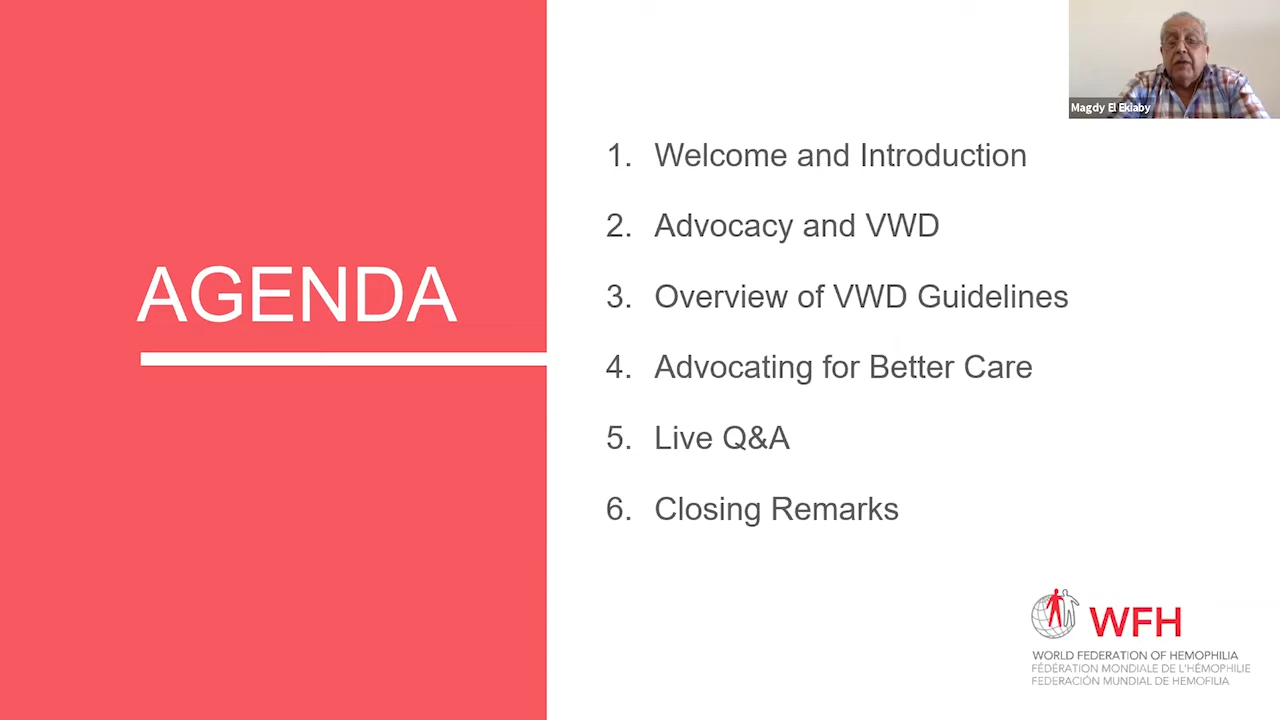 Magdy El Ekiaby
AGENDA
1. Welcome and Introduction
2. Advocacy and VWD
3. Overview of VWD Guidelines
4. Advocating for Better Care
5. Live Q&A
6. Closing Remarks
WFH
WORLD FEDERATION OF HEMOPHILIA
FÉDÉRATION MONDIALE DE L'HÉMOPHILIE
FEDERACIÓN MUNDIAL DE HEMOFILIA